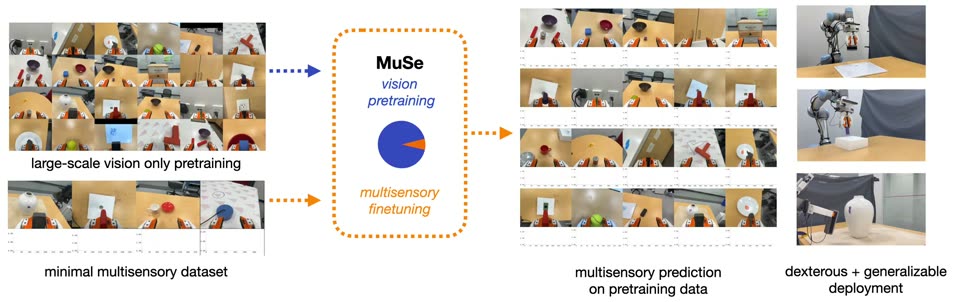 MuSe
vision
pretraining
multisensory
finetuning
large-scale vision only pretraining
minimal multisensory dataset
multisensory prediction
on pretraining data
dexterous + generalizable
deployment